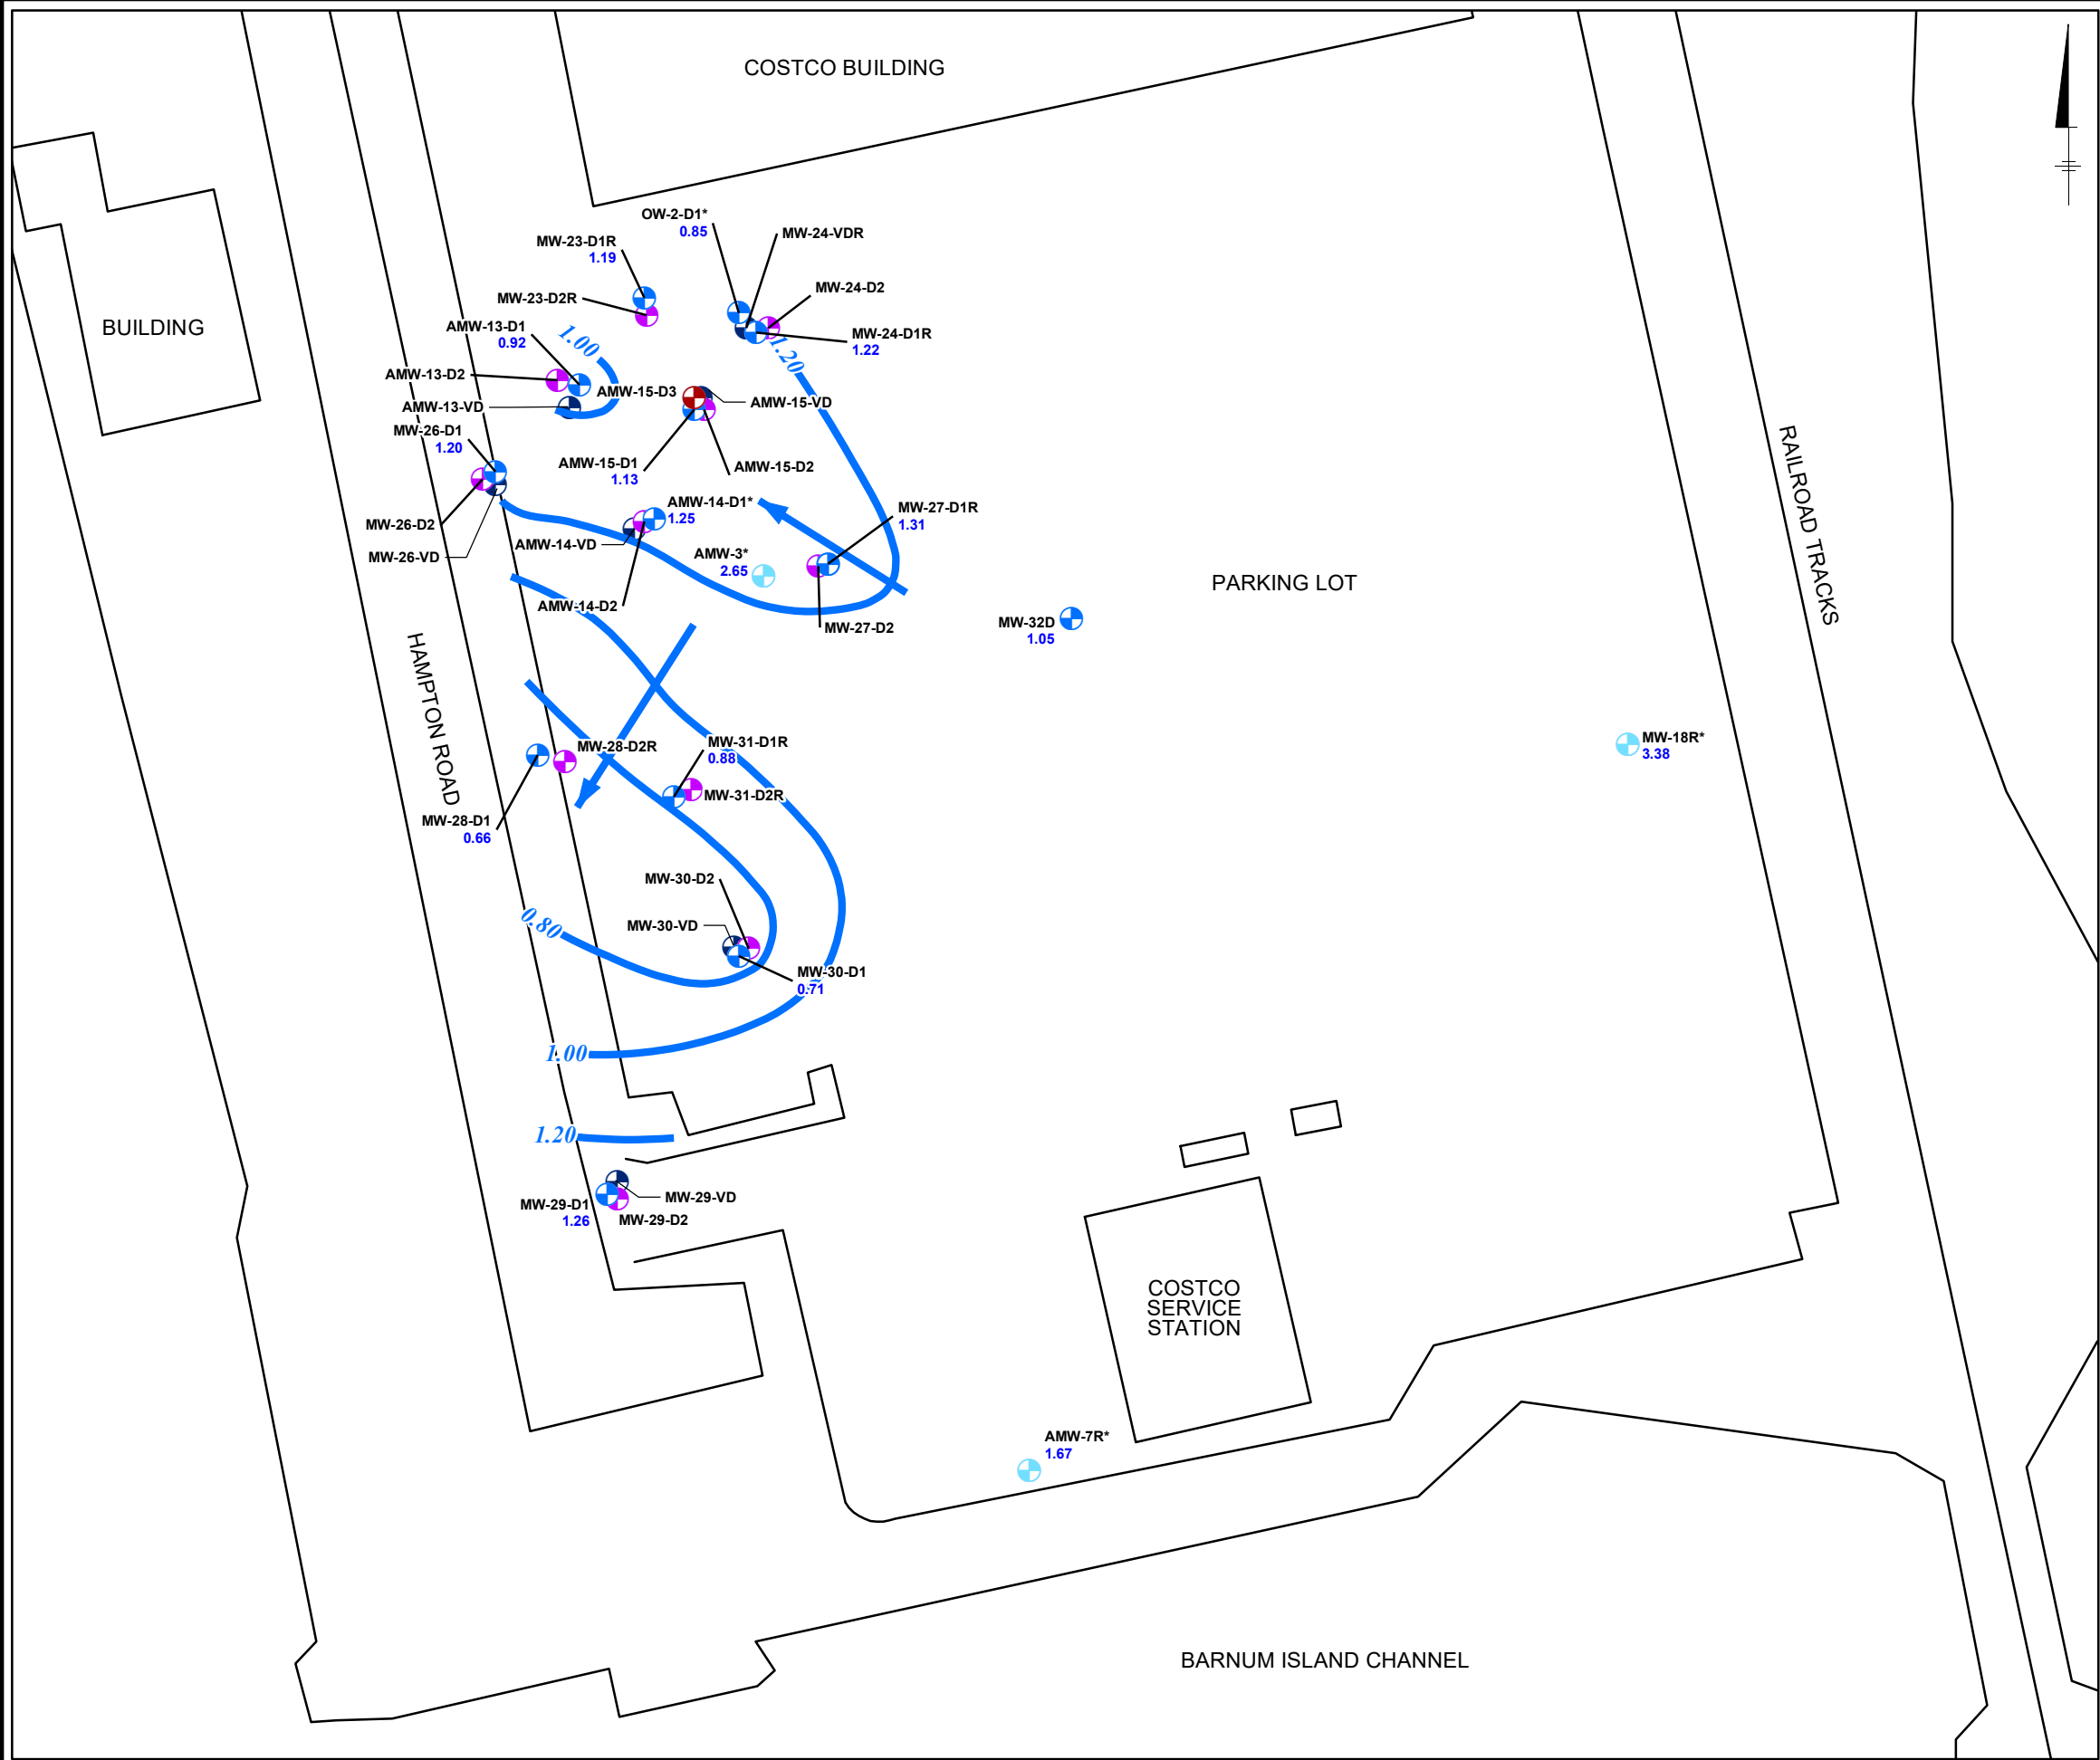 COSTCO BUILDING
OW-2-D1*
0.85
MW-24-VDR
MW-23-D1R
1.19
MW-24-D2
MW-23-D2R
BUILDING
AMW-13-D1
0.92
1.00
MW-24-D1R
1.22
1.20
AMW-13-D2
AMW-15-D3
AMW-15-VD
AMW-13-VD
MW-26-D1
1.20
AMW-15-D1
1.13
AMW-15-D2
RAILROAD TRACKS
AMW-14-D1*
1.25
MW-27-D1R
1.31
MW-26-D2
AMW-14-VD
MW-26-VD
AMW-3*
2.65
PARKING LOT
AMW-14-D2
MW-27-D2
MW-32D
1.05
HAMPTON ROAD
MW-28-D2R
MW-31-D1R
0.88
MW-18R*
3.38
MW-31-D2R
MW-28-D1
0.66
MW-30-D2
0.80
MW-30-VD
MW-30-D1
0.71
1.00
1.20
MW-29-VD
MW-29-D1
1.26
MW-29-D2
COSTCO
SERVICE
STATION
AMW-7R*
1.67
BARNUM ISLAND CHANNEL